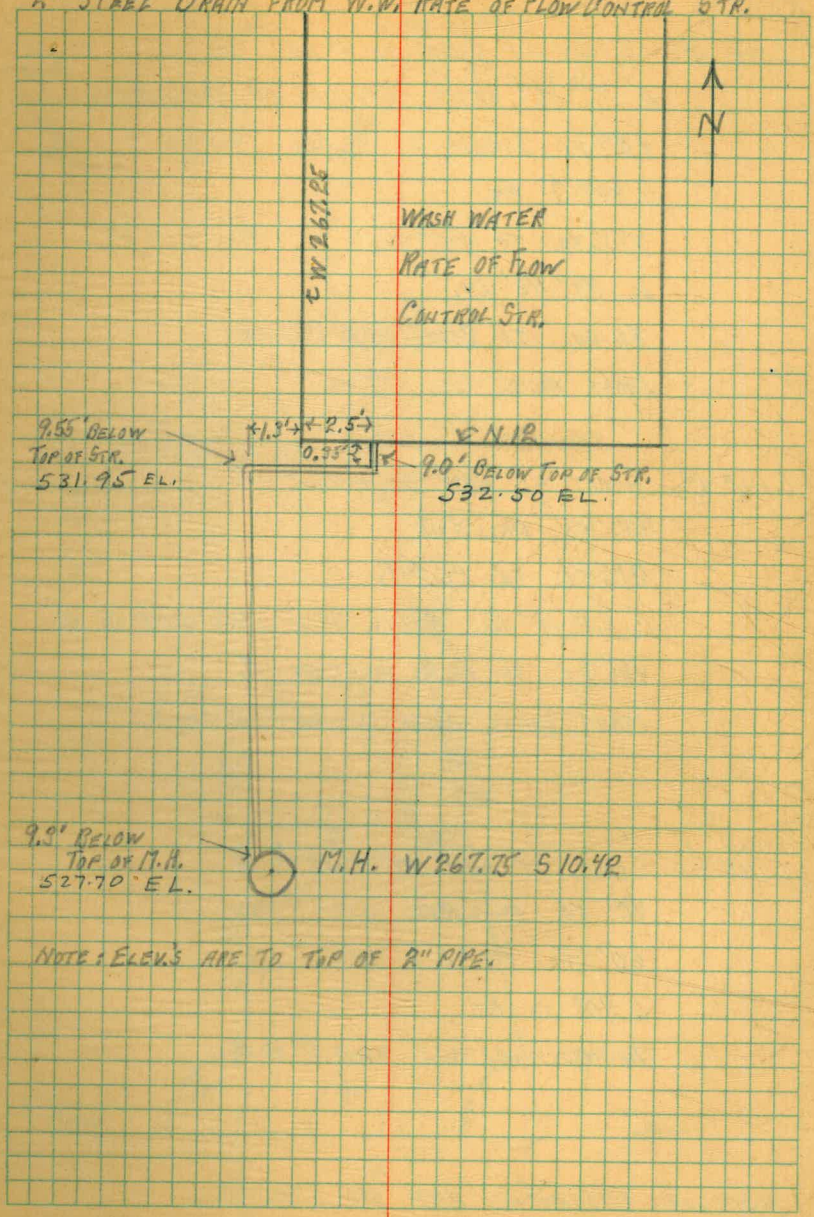 2" STEEL DRAIN FROM W.W. RATE OF FLOW CONTROL STR.
N
W 267.25
WASH WATER
RATE OF FLOW
CONTROL STR.
1.3' 2.5'
N 12
0.95'
9.55' BELOW
TOP OF STR.
531.95 EL.
9.0' BELOW TOP OF STR.
532.50 EL.
9.3' BELOW
TOP OF M.H.
527.70 EL.
M.H. W 267.75 S 10.42
NOTE: ELEV.'S ARE TO TOP OF 2" PIPE.